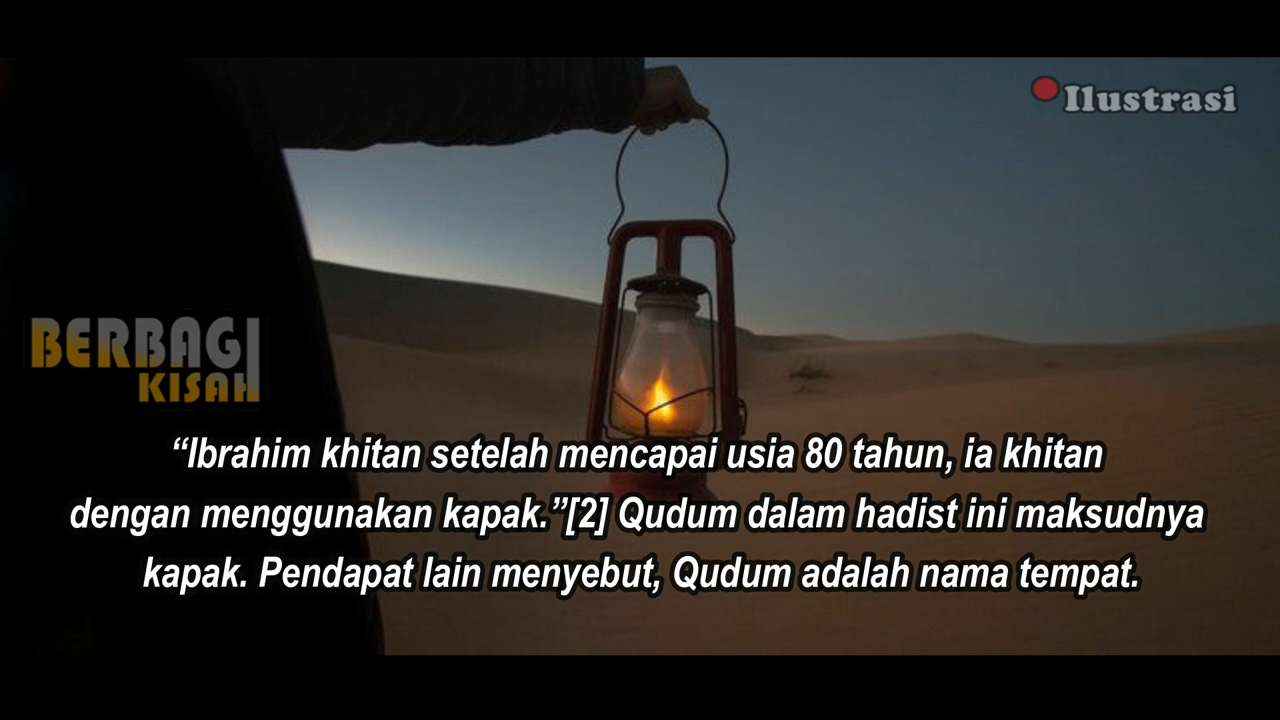 Ilustrasi
BERBAGI
KISAH
“Ibrahim khitan setelah mencapai usia 80 tahun, ia khitan
dengan menggunakan kapak.”[2] Qudum dalam hadist ini maksudnya
kapak. Pendapat lain menyebut, Qudum adalah nama tempat.